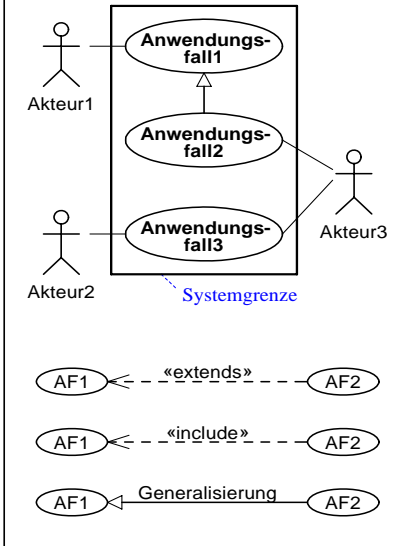 Anwendungs-
fall1
Akteur1
Anwendungs-
fall2
Akteur3
Anwendungs-
fall3
Akteur2
Systemgrenze
AF1 «extends» AF2
AF1 «include» AF2
AF1 Generalisierung AF2